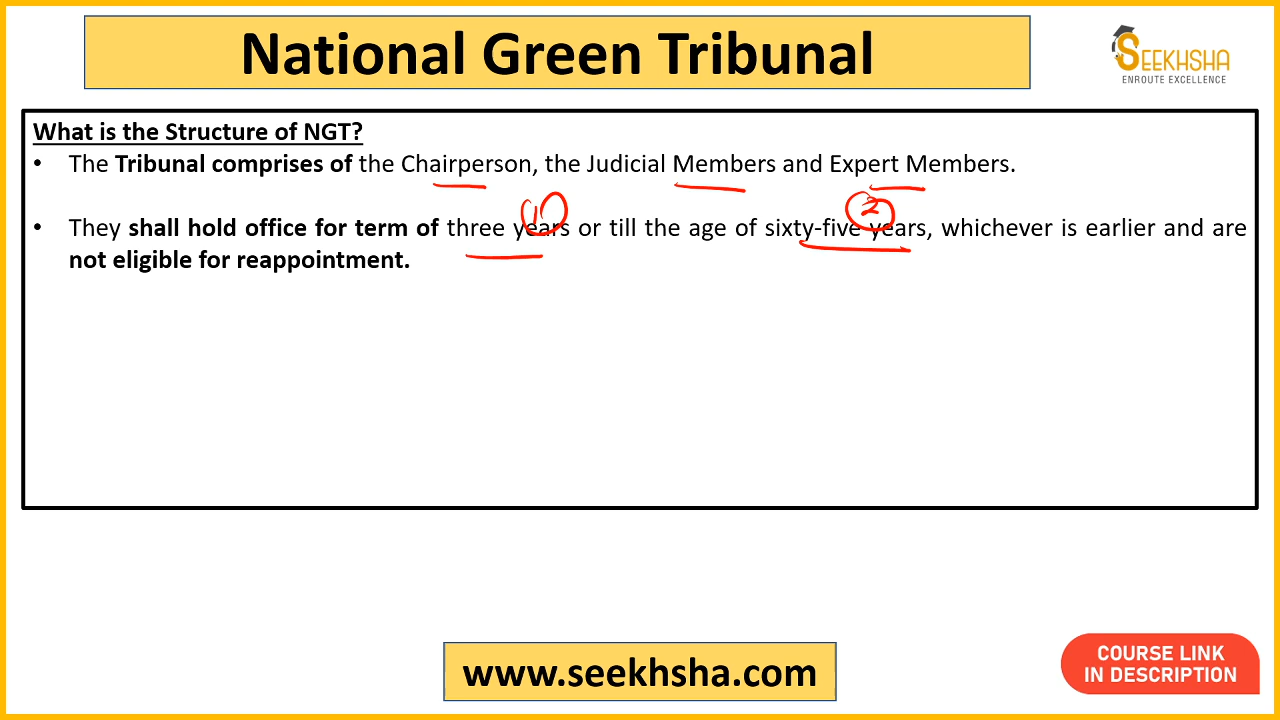 National Green Tribunal
SEEKHSHA
ENROUTE EXCELLENCE
What is the Structure of NGT?
• The Tribunal comprises of the Chairperson, the Judicial Members and Expert Members.
1
2
• They shall hold office for term of three years or till the age of sixty-five years, whichever is earlier and are
not eligible for reappointment.
www.seekhsha.com
COURSE LINK
IN DESCRIPTION